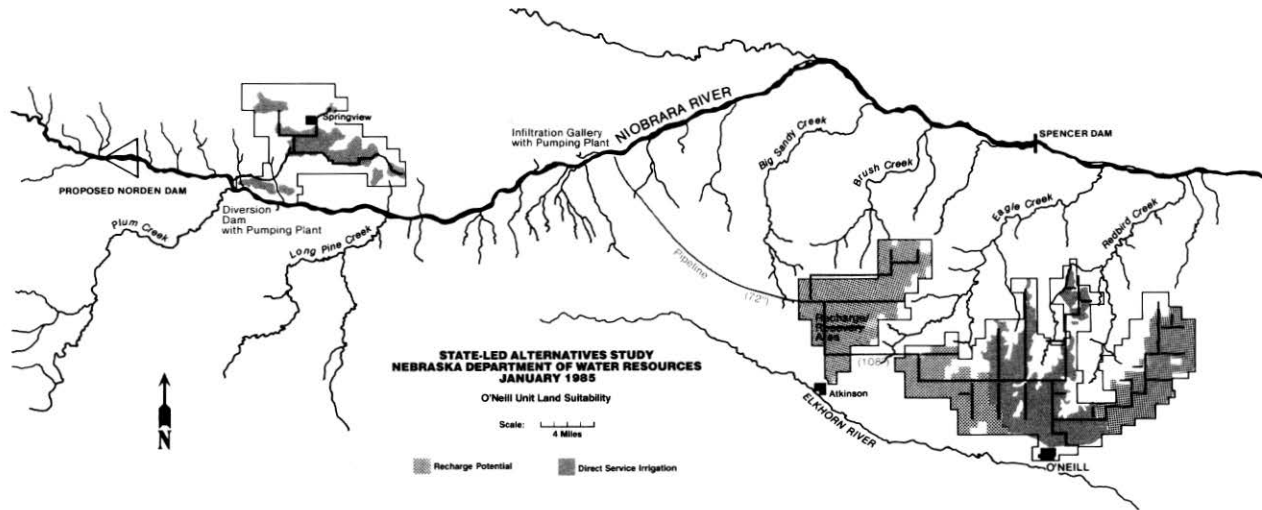 Springview
PROPOSED NORDEN DAM
Diversion
Dam
with Pumping Plant
Plum Creek
Long Pine Creek
Infiltration Gallery
with Pumping Plant
NIOBRARA RIVER
Big Sandy Creek
Brush Creek
SPENCER DAM
Eagle Creek
Redbird Creek
Pipeline
(72")
Recharge/
Recovery
Area
(108")
Atkinson
ELKHORN RIVER
O'NEILL
STATE-LED ALTERNATIVES STUDY
NEBRASKA DEPARTMENT OF WATER RESOURCES
JANUARY 1985
O'Neill Unit Land Suitability
Scale:
4 Miles
N
Recharge Potential
Direct Service Irrigation